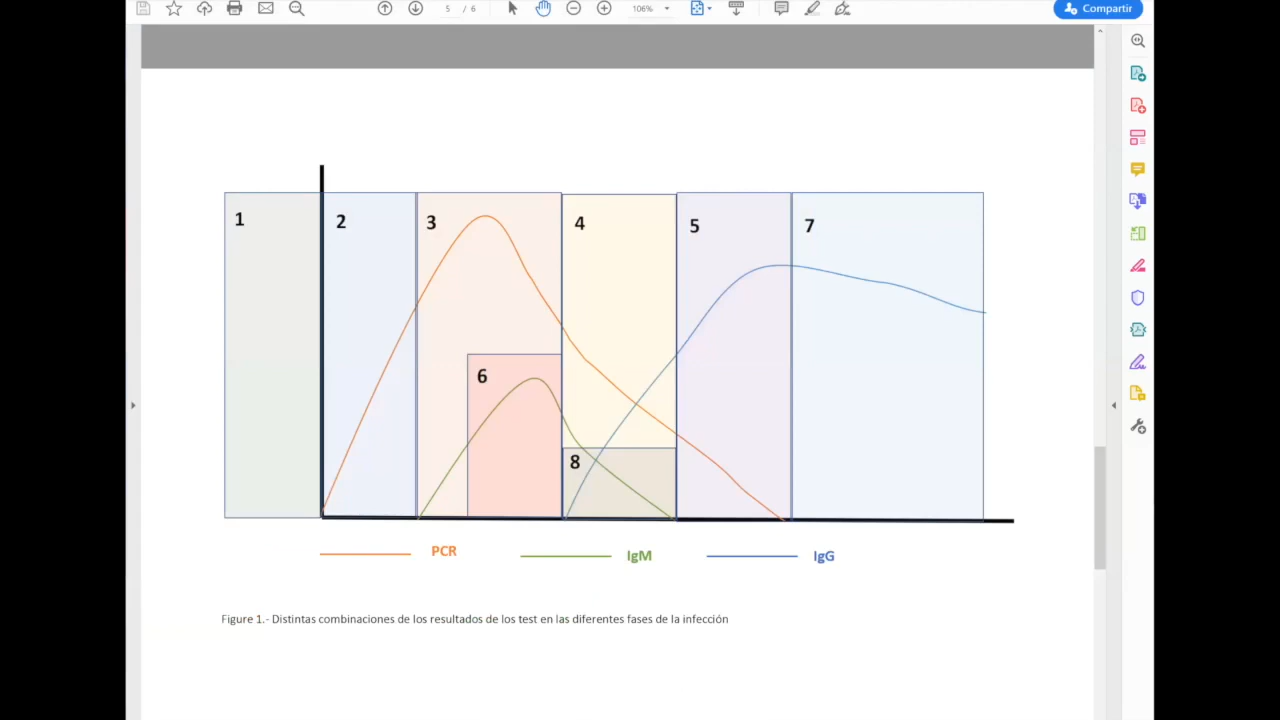 5 / 6
106%
Compartir
1
2
3
4
5
7
6
8
PCR
IgM
IgG
Figure 1.- Distintas combinaciones de los resultados de los test en las diferentes fases de la infección